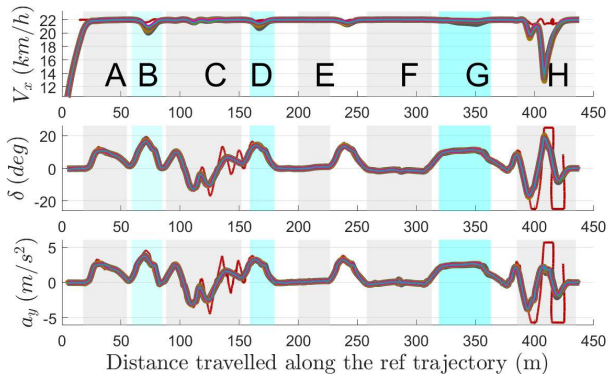 22
20
18
16
14
12
10
V_x (km/h)
A B C D E F G H
0 50 100 150 200 250 300 350 400 450
20
0
-20
δ (deg)
0 50 100 150 200 250 300 350 400 450
5
0
-5
a_y (m/s^2)
0 50 100 150 200 250 300 350 400 450
Distance travelled along the ref trajectory (m)